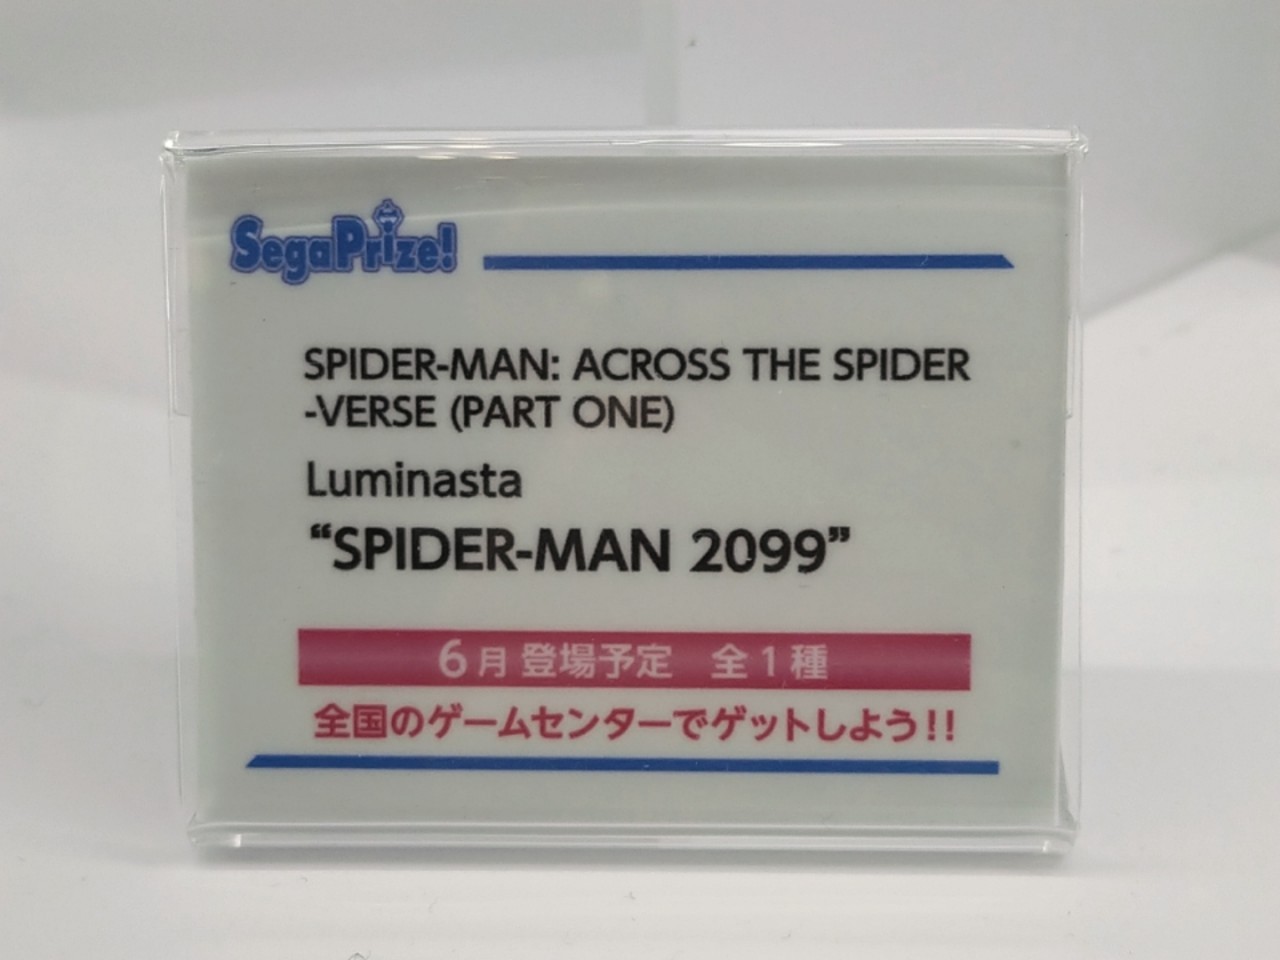 SegaPrize!
SPIDER-MAN: ACROSS THE SPIDER
-VERSE (PART ONE)
Luminasta
“SPIDER-MAN 2099”
6月 登場予定　全1種
全国のゲームセンターでゲットしよう!!